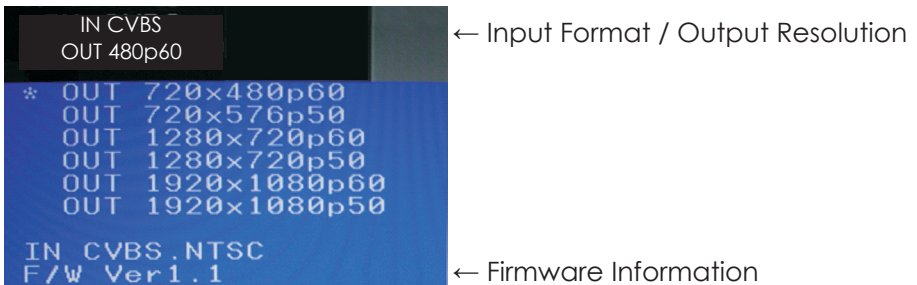 IN CVBS
OUT 480p60
← Input Format / Output Resolution
* OUT 720x480p60
OUT 720x576p50
OUT 1280x720p60
OUT 1280x720p50
OUT 1920x1080p60
OUT 1920x1080p50
IN CVBS.NTSC
F/W Ver1.1
← Firmware Information